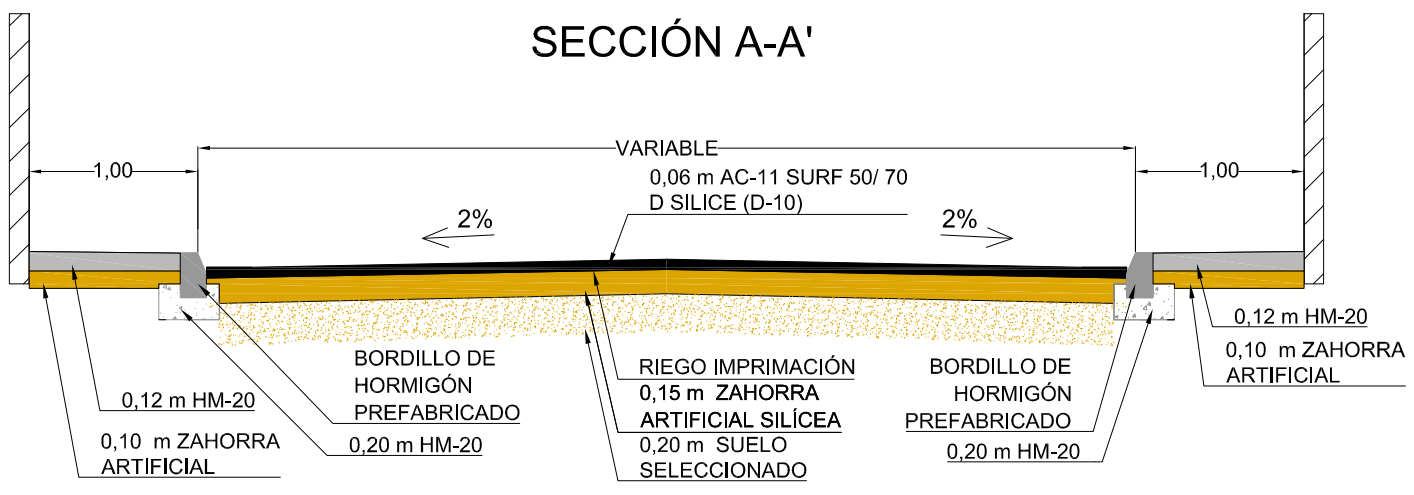 SECCIÓN A-A'
VARIABLE
1,00
1,00
0,06 m AC-11 SURF 50/ 70
D SILICE (D-10)
2%
2%
0,12 m HM-20
0,10 m ZAHORRA
ARTIFICIAL
BORDILLO DE
HORMIGÓN
PREFABRICADO
0,20 m HM-20
RIEGO IMPRIMACIÓN
0,15 m ZAHORRA
ARTIFICIAL SILÍCEA
0,20 m SUELO
SELECCIONADO
BORDILLO DE
HORMIGÓN
PREFABRICADO
0,20 m HM-20
0,12 m HM-20
0,10 m ZAHORRA
ARTIFICIAL